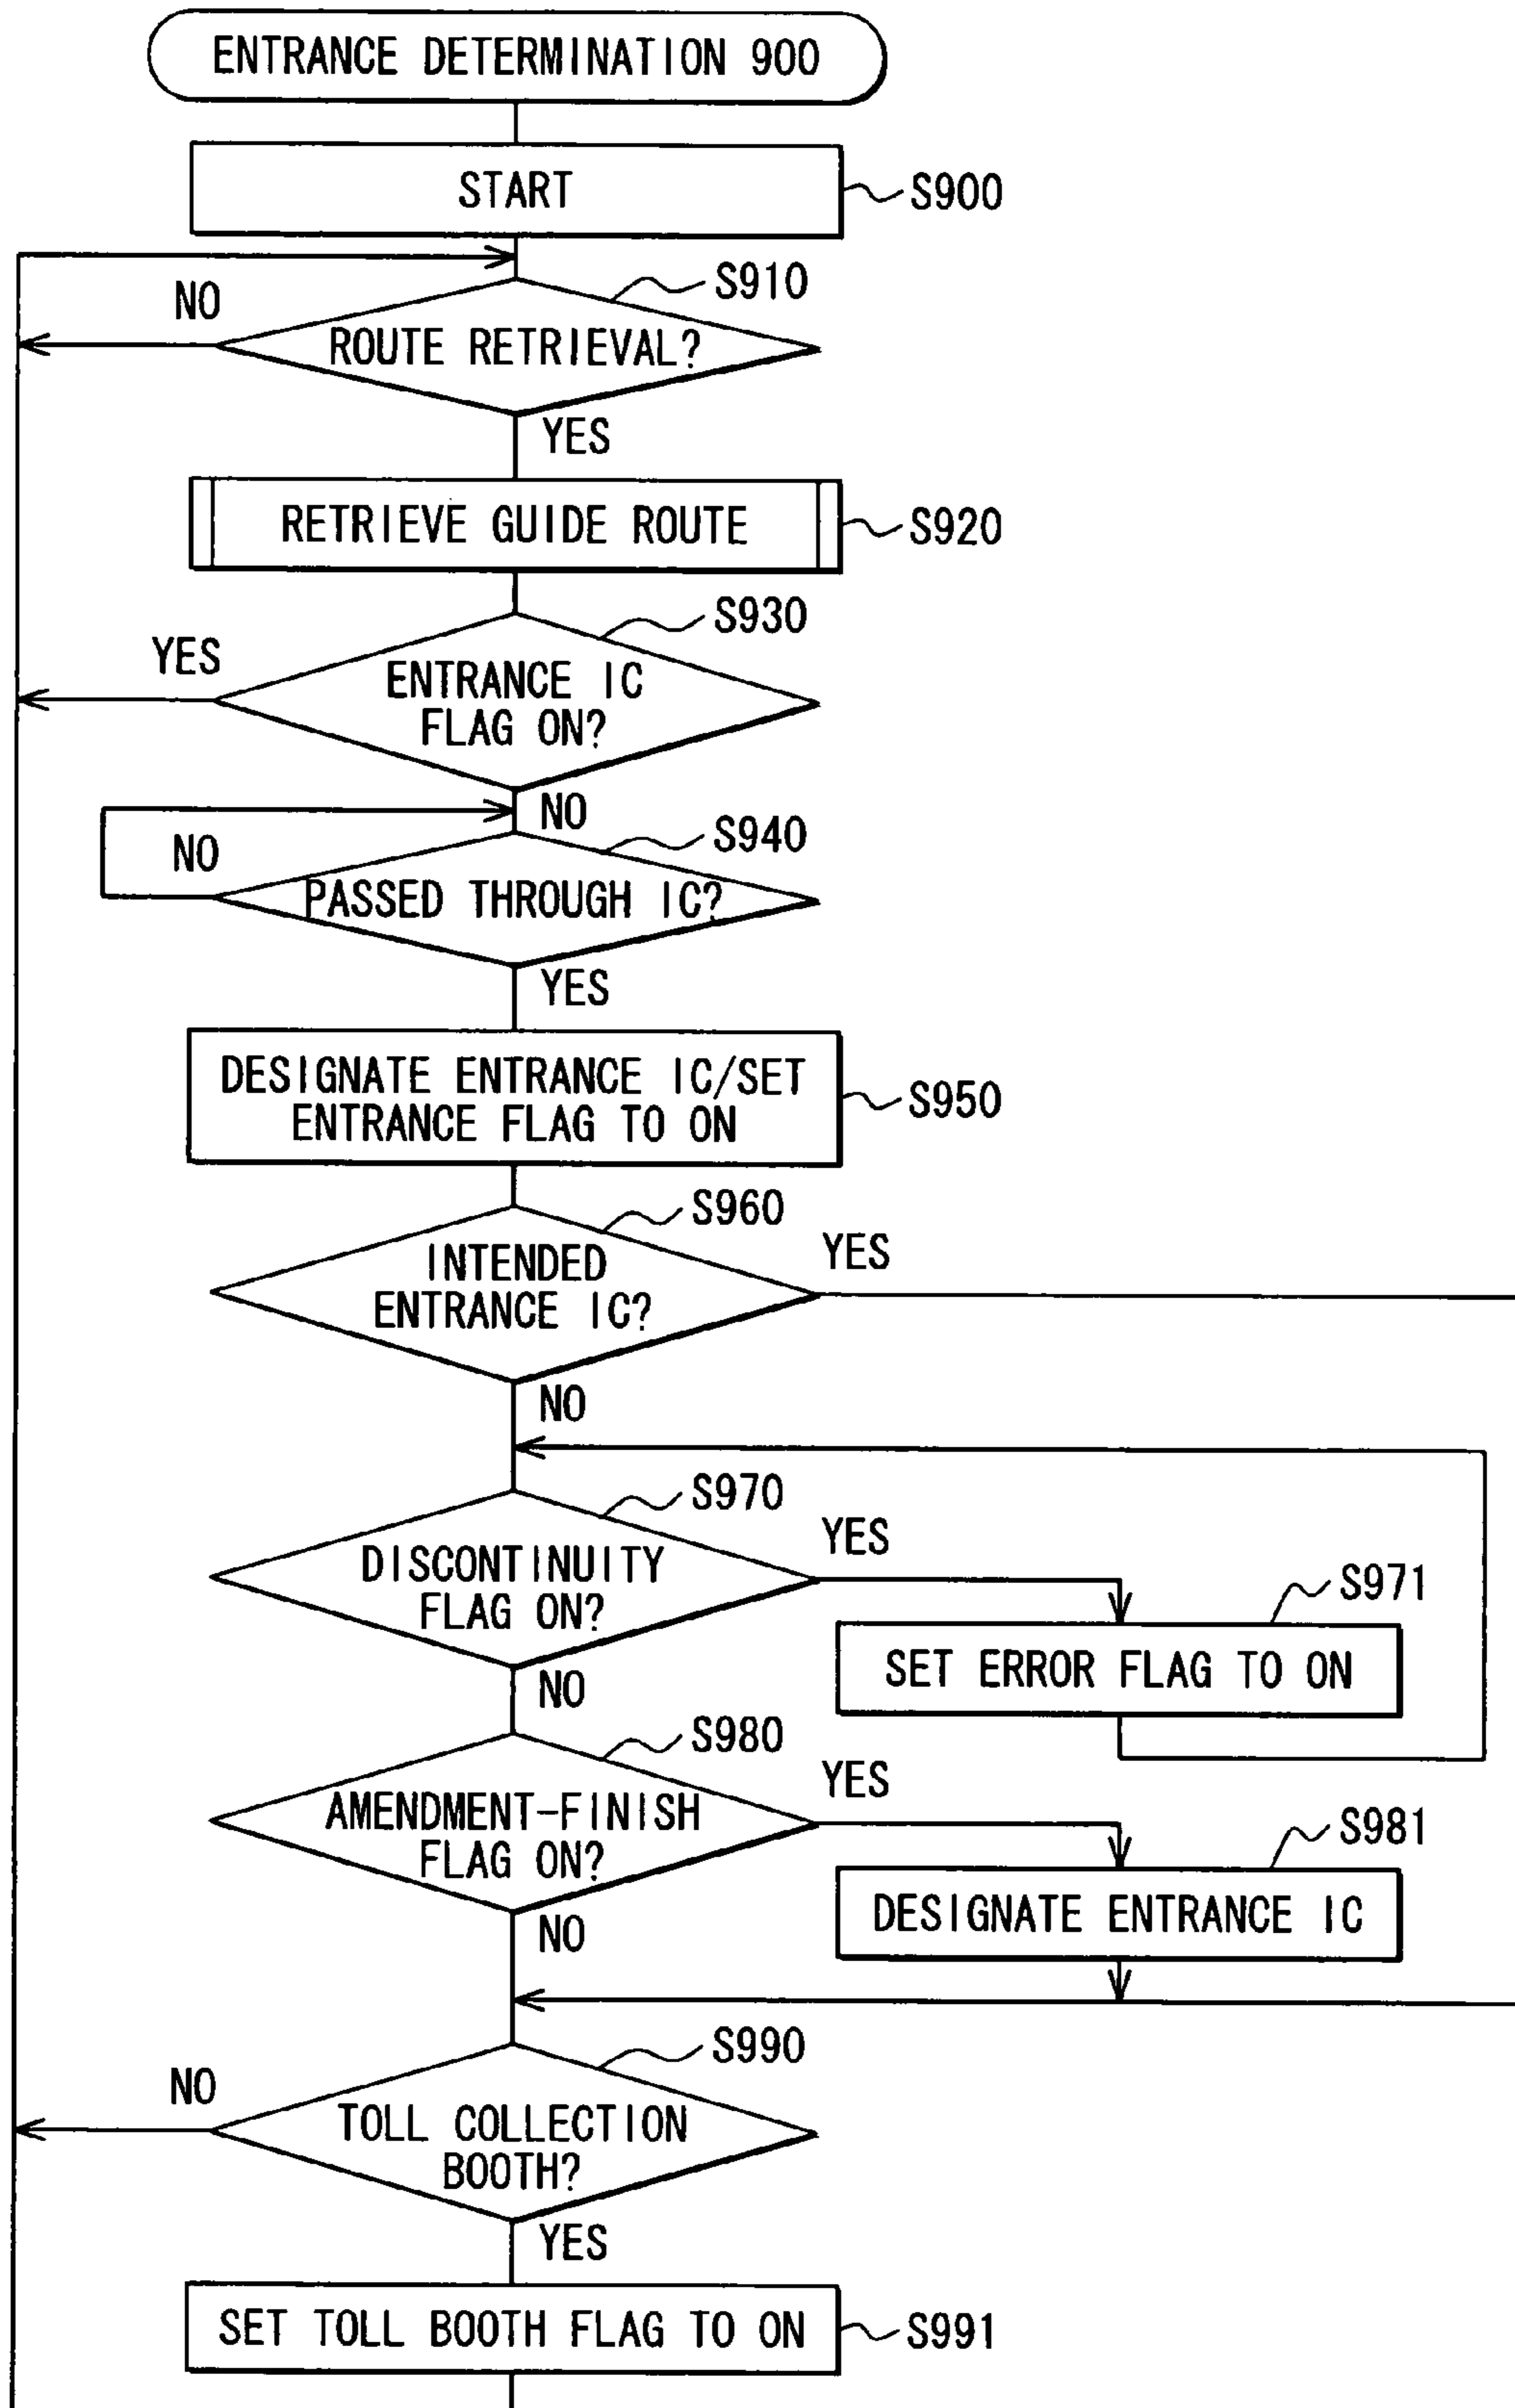 ENTRANCE DETERMINATION 900
START
S900
S910
NO
ROUTE RETRIEVAL?
YES
RETRIEVE GUIDE ROUTE
S920
S930
YES
ENTRANCE IC
FLAG ON?
NO
S940
NO
PASSED THROUGH IC?
YES
DESIGNATE ENTRANCE IC/SET
ENTRANCE FLAG TO ON
S950
S960
YES
INTENDED
ENTRANCE IC?
NO
S970
YES
DISCONTINUITY
FLAG ON?
S971
SET ERROR FLAG TO ON
NO
S980
YES
AMENDMENT-FINISH
FLAG ON?
S981
DESIGNATE ENTRANCE IC
NO
S990
NO
TOLL COLLECTION
BOOTH?
YES
SET TOLL BOOTH FLAG TO ON
S991